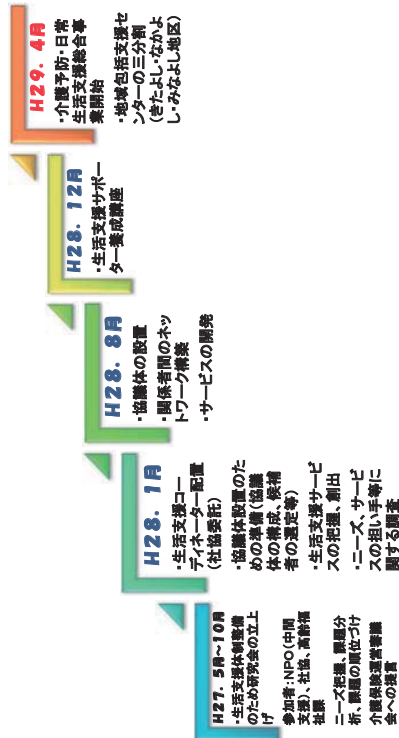 H27. 5月~10月
・生活支援体制整備
のため研究会の立上
げ
参加者:NPO(中間
支援)、社協、高齢福
祉課
ニーズ把握、課題分
析、課題の順位づけ
介護保険運営審議
会への提言
H28. 1月
・生活支援コー
ディネーター配置
(社協委託)
・協議体設置のた
めの準備(協議
体の構成、候補
者の選定等)
・生活支援サービ
スの把握、創出
・ニーズ、サービ
スの担い手等に
関する調査
H28. 8月
・協議体の設置
・関係者間のネッ
トワーク構築
・サービスの開発
H28. 12月
・生活支援サポー
ター養成講座
H29. 4月
・介護予防・日常
生活支援総合事
業開始
・地域包括支援セ
ンターの三分割
(きたよし・なかよ
し・みなよし地区)